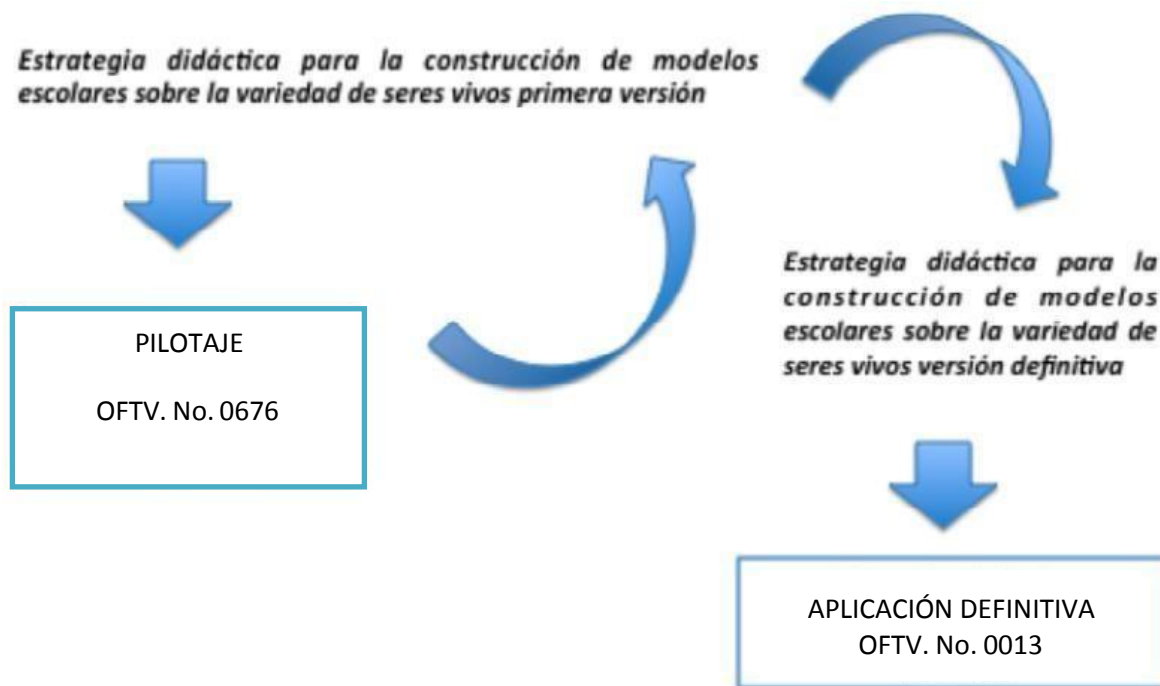 Estrategia didáctica para la construcción de modelos
escolares sobre la variedad de seres vivos primera versión
PILOTAJE
OFTV. No. 0676
Estrategia didáctica para la
construcción de modelos
escolares sobre la variedad de
seres vivos versión definitiva
APLICACIÓN DEFINITIVA
OFTV. No. 0013